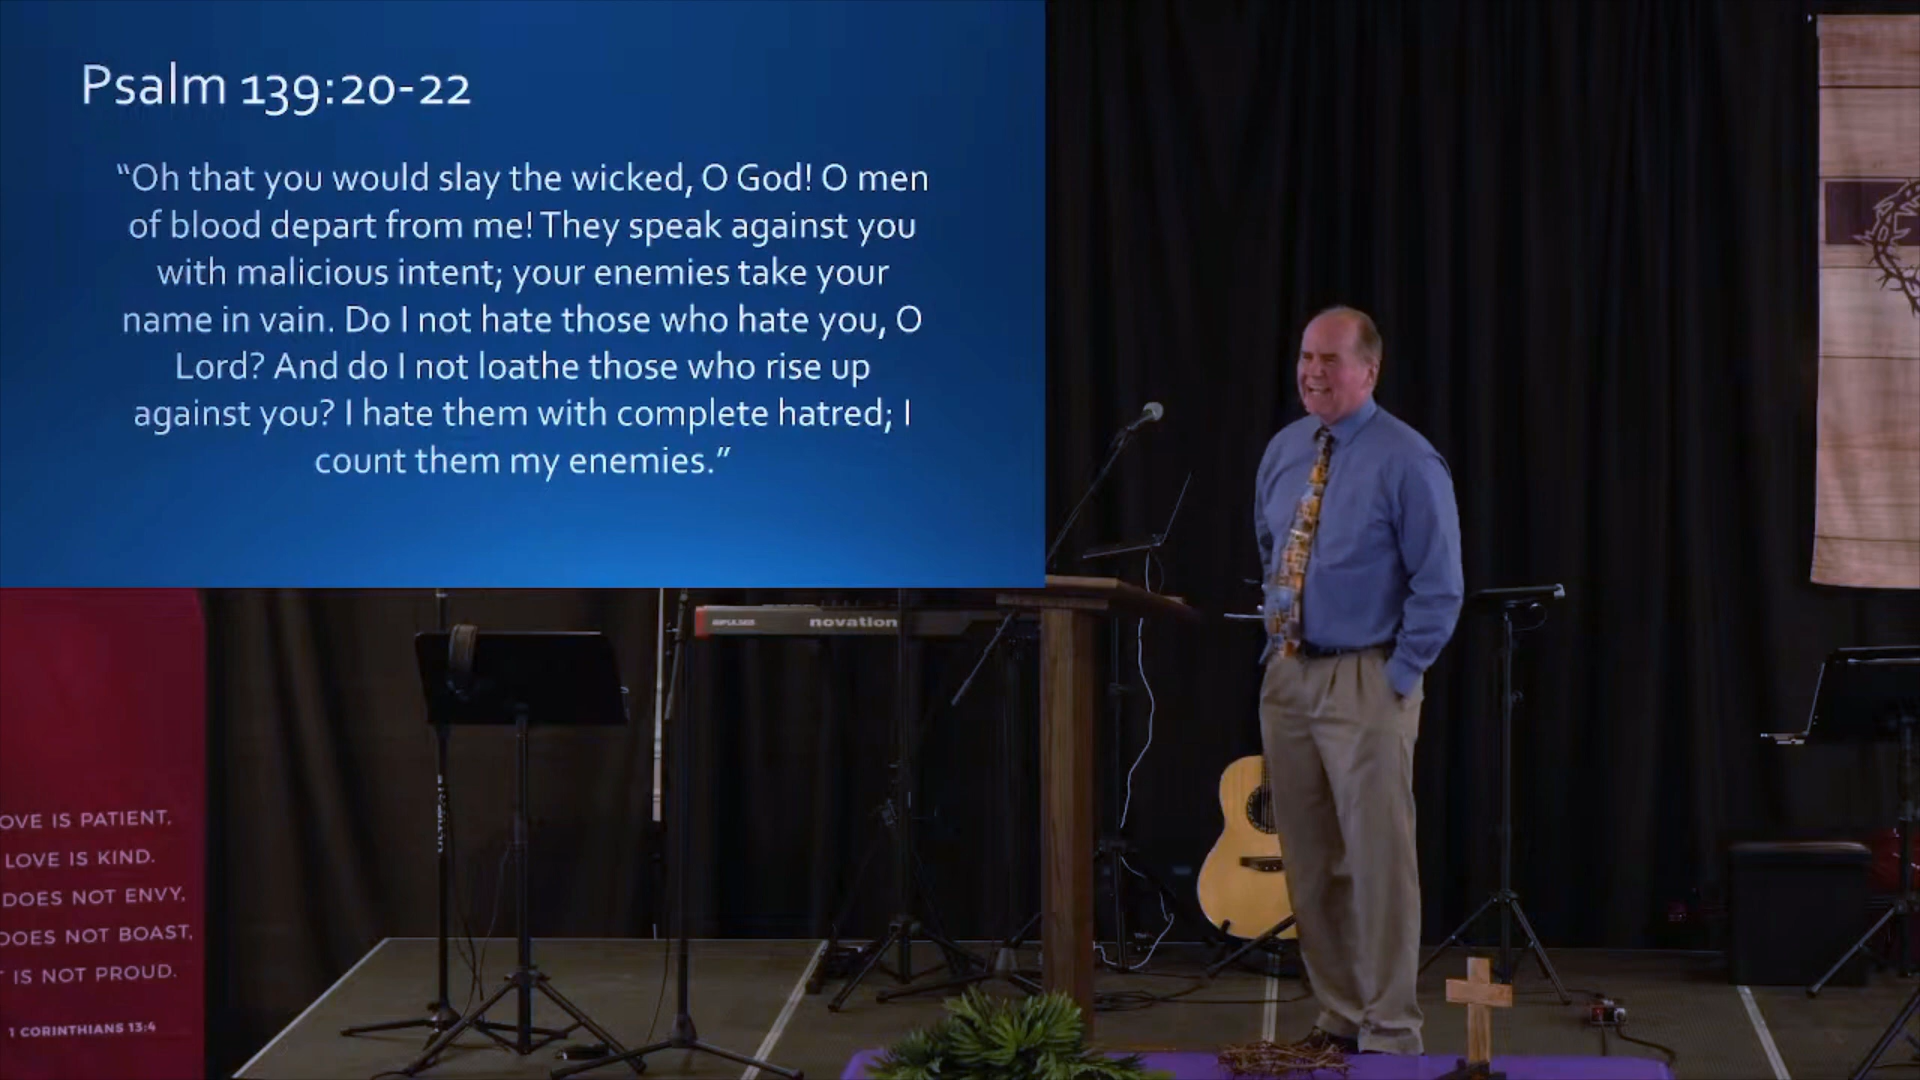 Psalm 139:20-22
“Oh that you would slay the wicked, O God! O men
of blood depart from me! They speak against you
with malicious intent; your enemies take your
name in vain. Do I not hate those who hate you, O
Lord? And do I not loathe those who rise up
against you? I hate them with complete hatred; I
count them my enemies.”
novation
OVE IS PATIENT,
LOVE IS KIND.
DOES NOT ENVY,
DOES NOT BOAST,
IS NOT PROUD.
1 CORINTHIANS 13:4